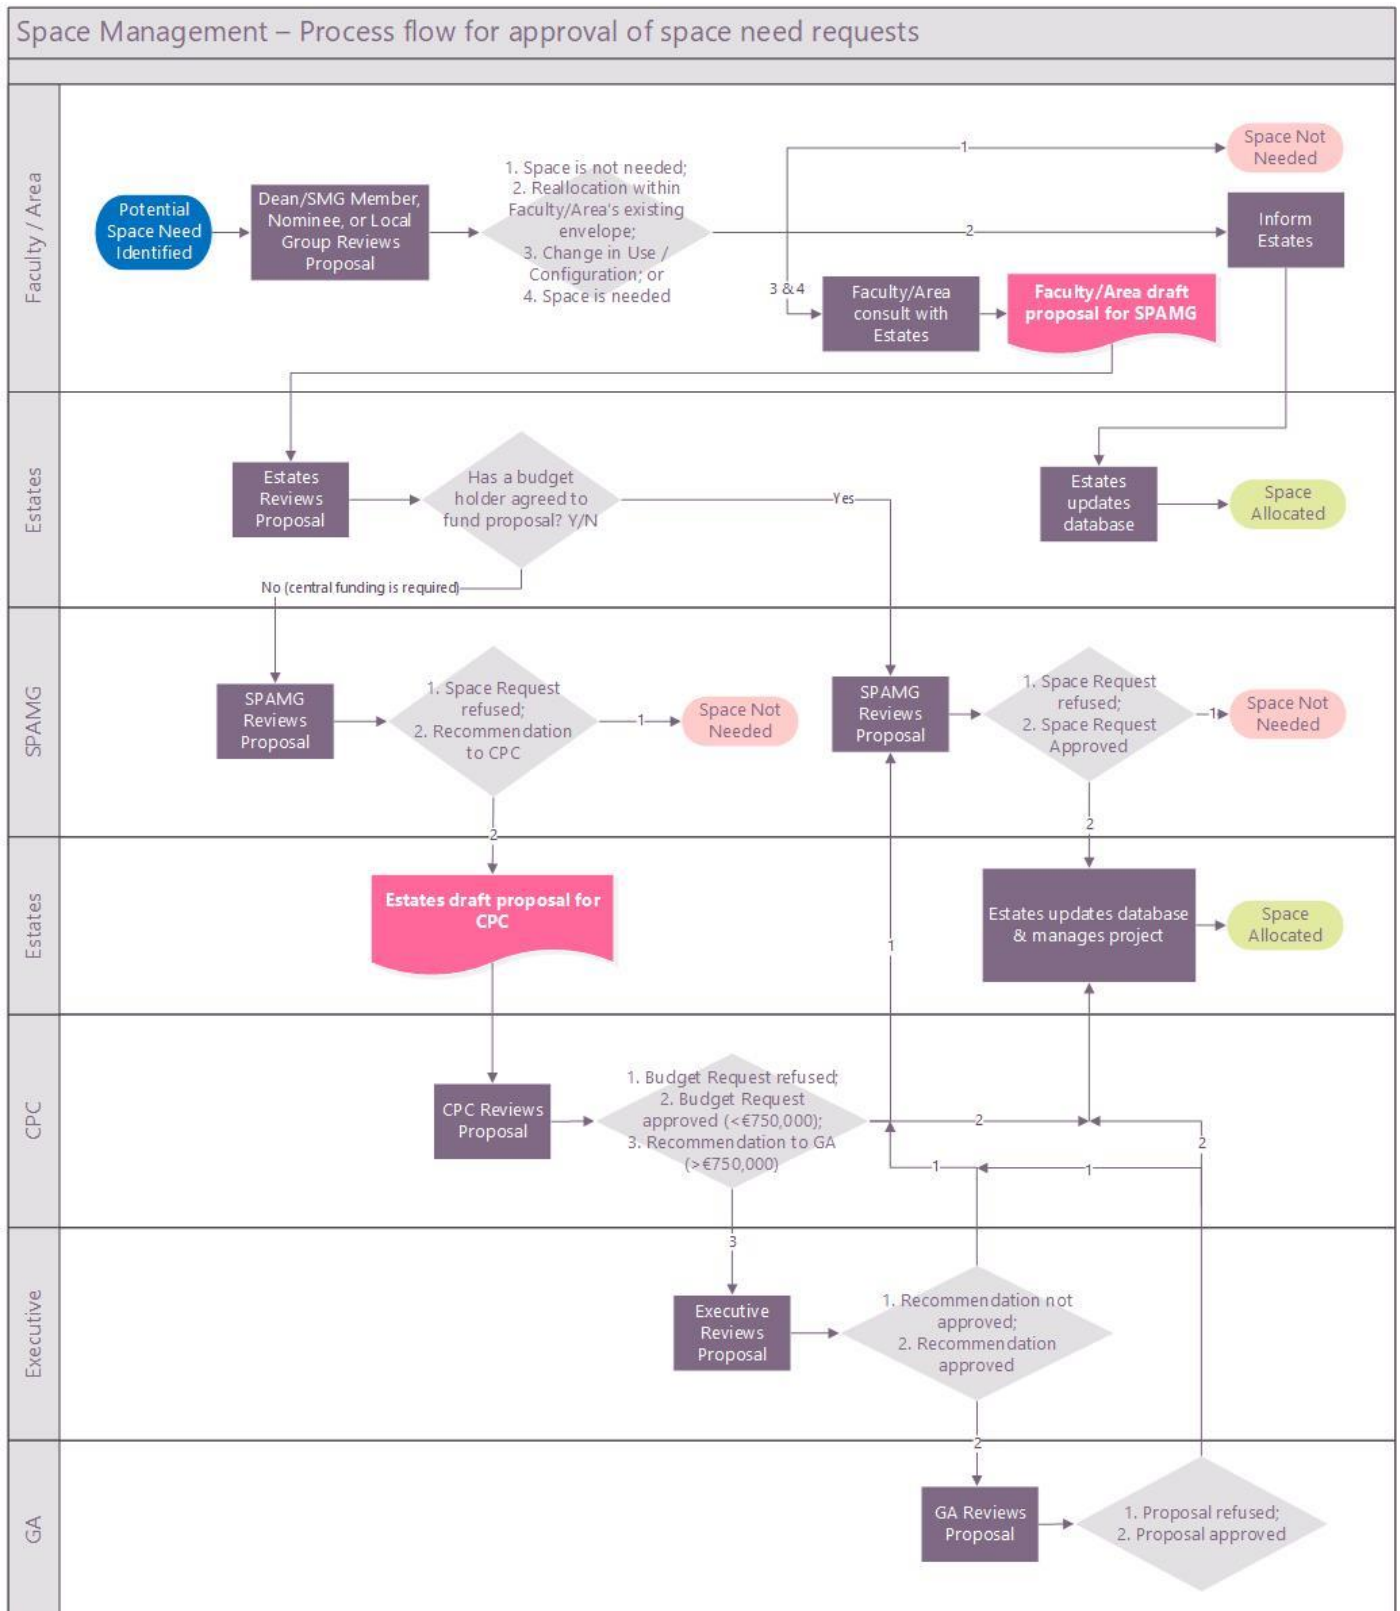 Space Management – Process flow for approval of space need requests
Faculty / Area
Potential
Space Need
Identified
Dean/SMG Member,
Nominee, or Local
Group Reviews
Proposal
1. Space is not needed;
2. Reallocation within
Faculty/Area's existing
envelope;
3. Change in Use /
Configuration; or
4. Space is needed
1
Space Not
Needed
2
Inform
Estates
3 & 4
Faculty/Area
consult with
Estates
Faculty/Area draft
proposal for SPAMG
Estates
Estates
Reviews
Proposal
Has a budget
holder agreed to
fund proposal? Y/N
Yes
Estates
updates
database
Space
Allocated
No (central funding is required)
SPAMG
SPAMG
Reviews
Proposal
1. Space Request
refused;
2. Recommendation
to CPC
1
Space Not
Needed
SPAMG
Reviews
Proposal
1. Space Request
refused;
2. Space Request
Approved
1
Space Not
Needed
2
2
Estates
Estates draft proposal for
CPC
1
Estates updates database
& manages project
Space
Allocated
CPC
CPC Reviews
Proposal
1. Budget Request refused;
2. Budget Request
approved (<€750,000);
3. Recommendation to GA
(>€750,000)
2
2
1
1
3
Executive
Executive
Reviews
Proposal
1. Recommendation not
approved;
2. Recommendation
approved
2
GA
GA Reviews
Proposal
1. Proposal refused;
2. Proposal approved